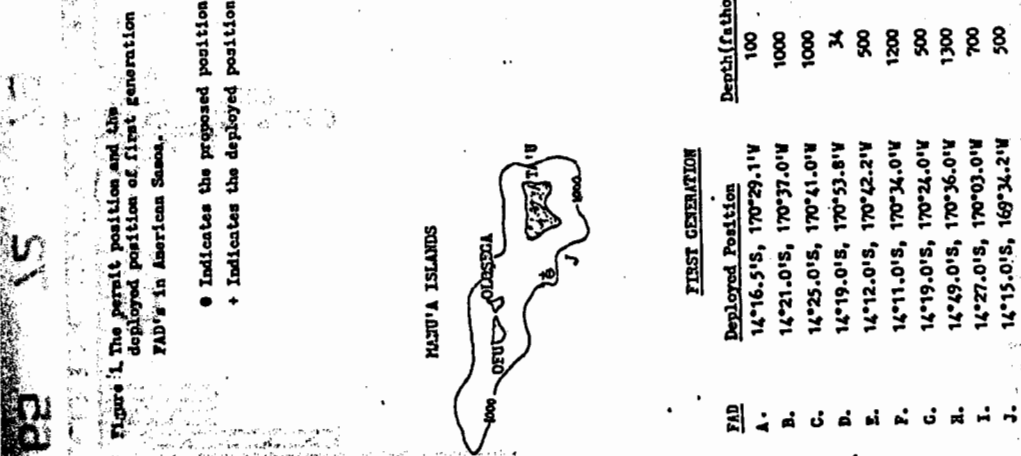 Figure 1. The permit position and the
deployed position of first generation
FAD's in American Samoa.
● Indicates the proposed position
+ Indicates the deployed position
MANU'A ISLANDS
OFU
OLOSEGA
TA'U
1000
1000
J
FIRST GENERATION
FAD Deployed Position Depth(fatho
A. 14°16.5'S, 170°29.1'W 100
B. 14°21.0'S, 170°37.0'W 1000
C. 14°25.0'S, 170°41.0'W 1000
D. 14°19.0'S, 170°53.8'W 34
E. 14°12.0'S, 170°42.2'W 500
F. 14°11.0'S, 170°34.0'W 1200
G. 14°19.0'S, 170°24.0'W 500
H. 14°49.0'S, 170°36.0'W 1300
I. 14°27.0'S, 170°03.0'W 700
J. 14°15.0'S, 169°34.2'W 500